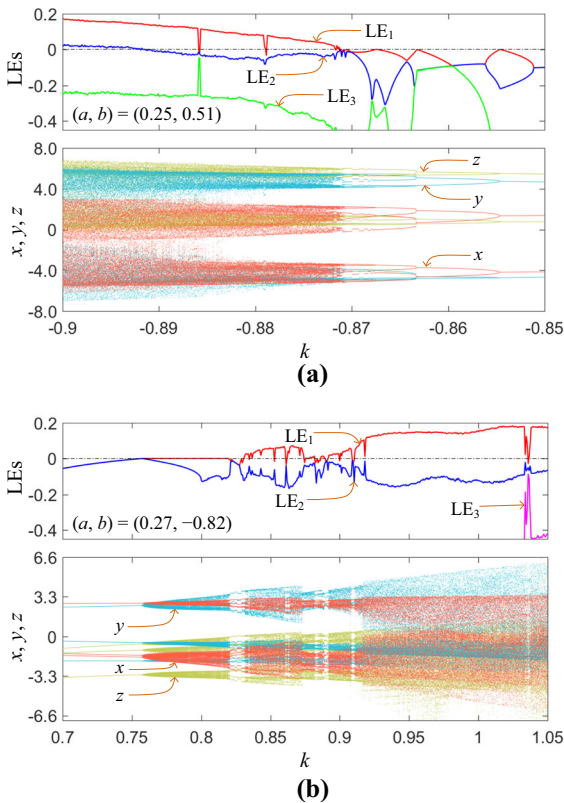 0.2
0
-0.2
-0.4
LEs
LE1
LE2
LE3
(a, b) = (0.25, 0.51)
8.0
4.0
0
-4.0
-8.0
x, y, z
z
y
x
-0.9 -0.89 -0.88 -0.87 -0.86 -0.85
k
(a)
0.2
0
-0.2
-0.4
LEs
LE1
LE2
LE3
(a, b) = (0.27, −0.82)
6.6
3.3
0
-3.3
-6.6
x, y, z
y
x
z
0.7 0.75 0.8 0.85 0.9 0.95 1 1.05
k
(b)